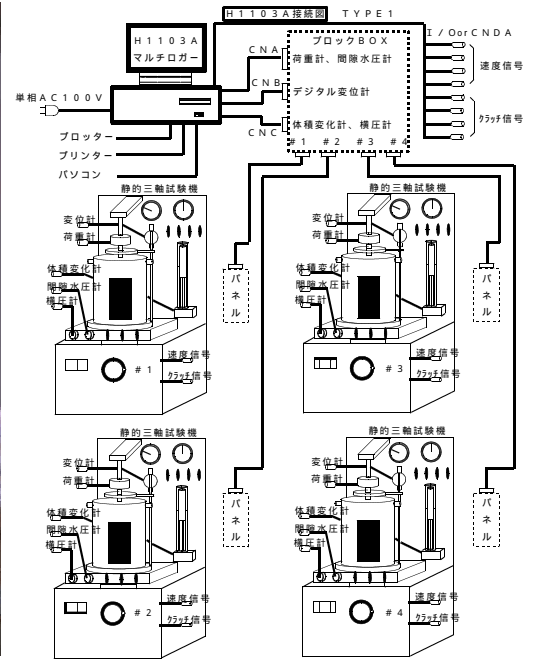 H1103A接続図 TYPE1
H1103A
マルチロガー
単相AC100V
プロッター
プリンター
パソコン
CNA
CNB
CNC
ブロックBOX
荷重計、間隙水圧計
デジタル変位計
体積変化計、横圧計
#1 #2 #3 #4
I/OorCNDA
速度信号
クラッチ信号
静的三軸試験機
変位計
荷重計
体積変化計
間隙水圧計
横圧計
速度信号
クラッチ信号
#1
パネル
静的三軸試験機
変位計
荷重計
体積変化計
間隙水圧計
横圧計
速度信号
クラッチ信号
#3
パネル
静的三軸試験機
変位計
荷重計
体積変化計
間隙水圧計
横圧計
速度信号
クラッチ信号
#2
パネル
静的三軸試験機
変位計
荷重計
体積変化計
間隙水圧計
横圧計
速度信号
クラッチ信号
#4
パネル